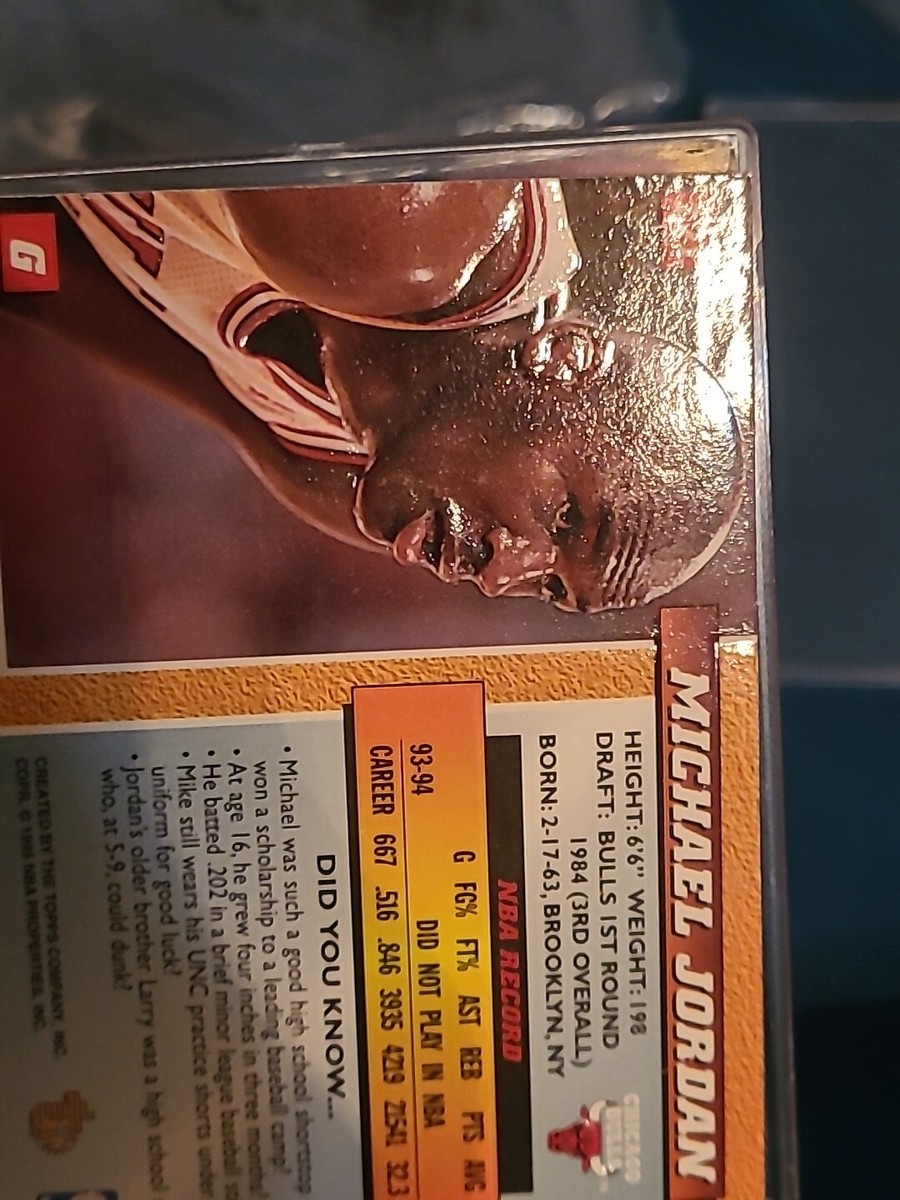 MICHAEL JORDAN
HEIGHT: 6'6" WEIGHT: 198
DRAFT: BULLS 1ST ROUND
1984 (3RD OVERALL)
BORN: 2-17-63, BROOKLYN, NY
CHICAGO
BULLS
NBA RECORD
G FG% FT% AST REB PTS AVG
93-94 DID NOT PLAY IN NBA
CAREER 667 .516 .846 3935 4219 21541 32.3
DID YOU KNOW...
• Michael was such a good high school shortstop
won a scholarship to a leading baseball camp!
• At age 16, he grew four inches in three months!
• He batted .202 in a brief minor league baseball
• Mike still wears his UNC practice shorts under
uniform for good luck!
• Jordan's older brother Larry was a high school
who, at 5-9, could dunk!
CREATED BY THE TOPPS COMPANY, INC.
COPR. © 1995 NBA PROPERTIES, INC.
G